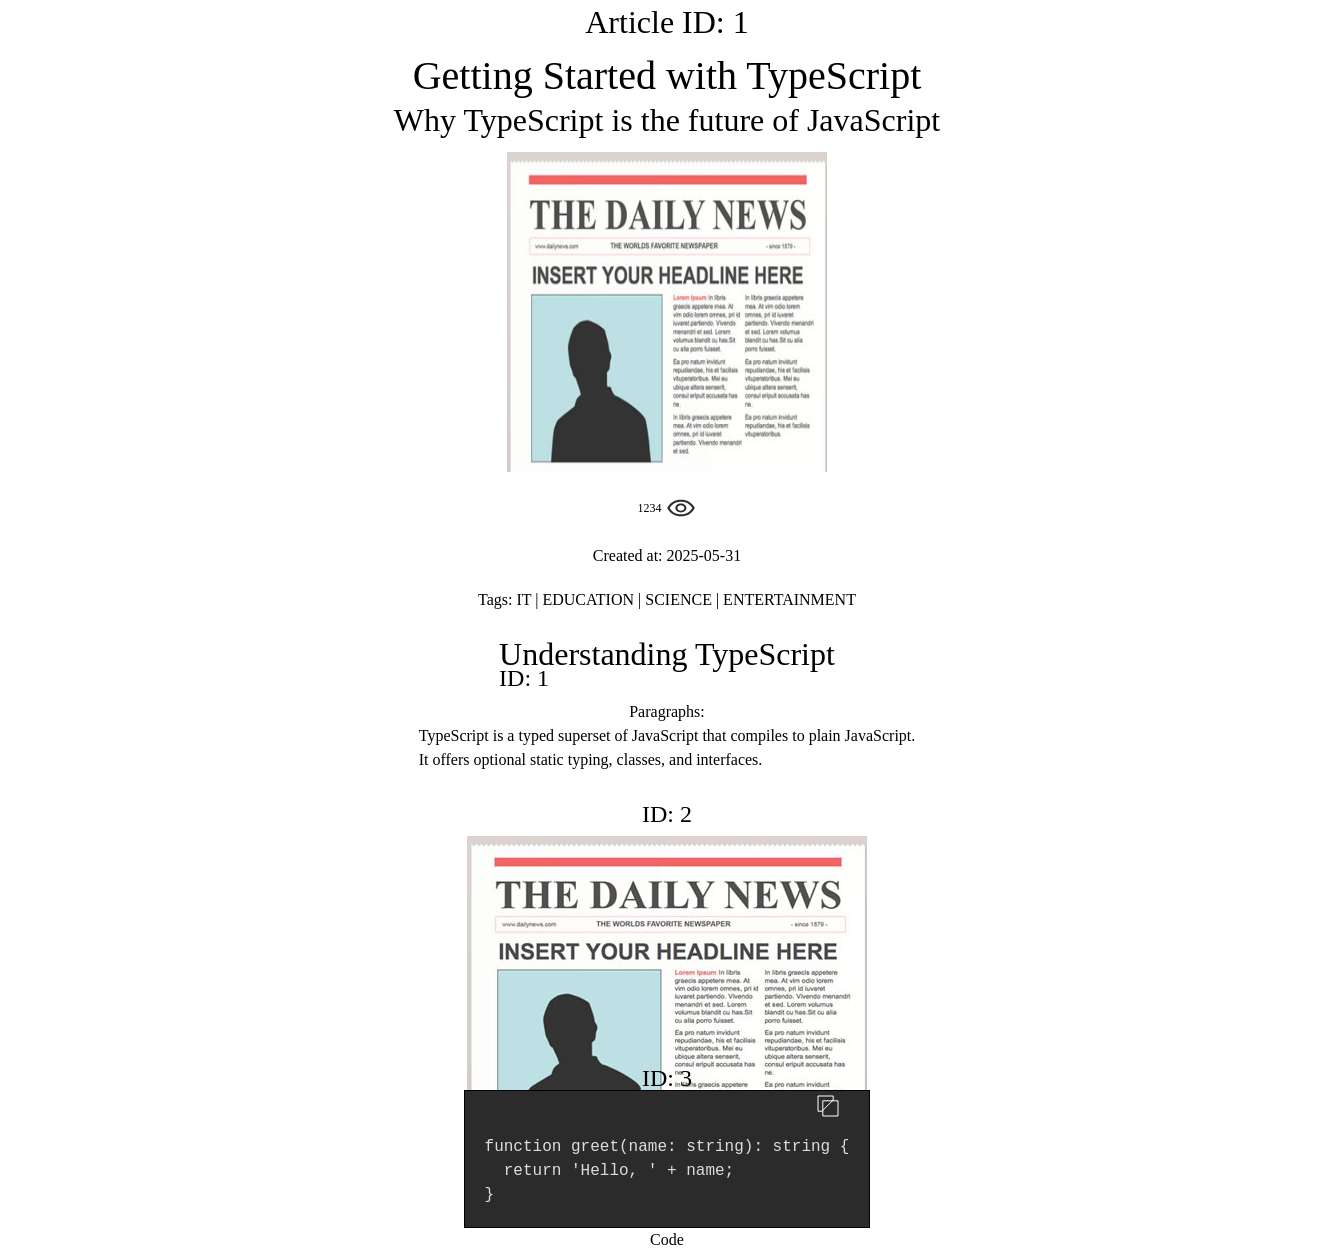 Article ID: 1
Getting Started with TypeScript
Why TypeScript is the future of JavaScript
THE DAILY NEWS
www.dailynews.com THE WORLDS FAVORITE NEWSPAPER - since 1879 -
INSERT YOUR HEADLINE HERE
Lorem Ipsum In libris
graecis appetere mea. At
vim odio lorem omnes, pri id
iuvaret partiendo. Vivendo
menandri et sed. Lorem
volumus blandit cu has.Sit
cu alia porro fuisset.
Ea pro natum invidunt
repudiandae, his et facilisis
vituperatoribus. Mei eu
ubique altera senserit,
consul eripuit accusata has
ne.
In libris graecis appetere
mea. At vim odio lorem
omnes, pri id iuvaret
partiendo. Vivendo menandri
et sed.
In libris graecis appetere
mea. At vim odio lorem
omnes, pri id iuvaret
partiendo. Vivendo menandri
et sed. Lorem volumus
blandit cu has.Sit cu alia
porro fuisset.
Ea pro natum invidunt
repudiandae, his et facilisis
vituperatoribus. Mei eu
ubique altera senserit,
consul eripuit accusata has
ne.
Ea pro natum invidunt
repudiandae, his et facilisis
vituperatoribus.
1234
Created at: 2025-05-31
Tags: IT | EDUCATION | SCIENCE | ENTERTAINMENT
Understanding TypeScript
ID: 1
Paragraphs:
TypeScript is a typed superset of JavaScript that compiles to plain JavaScript.
It offers optional static typing, classes, and interfaces.
ID: 2
THE DAILY NEWS
www.dailynews.com THE WORLDS FAVORITE NEWSPAPER - since 1879 -
INSERT YOUR HEADLINE HERE
Lorem Ipsum In libris
graecis appetere mea. At
vim odio lorem omnes, pri id
iuvaret partiendo. Vivendo
menandri et sed. Lorem
volumus blandit cu has.Sit
cu alia porro fuisset.
Ea pro natum invidunt
repudiandae, his et facilisis
vituperatoribus. Mei eu
ubique altera senserit,
consul eripuit accusata has
ne.
In libris graecis appetere
In libris graecis appetere
mea. At vim odio lorem
omnes, pri id iuvaret
partiendo. Vivendo menandri
et sed. Lorem volumus
blandit cu has.Sit cu alia
porro fuisset.
Ea pro natum invidunt
repudiandae, his et facilisis
vituperatoribus. Mei eu
ubique altera senserit,
consul eripuit accusata has
ne.
Ea pro natum invidunt
ID: 3
function greet(name: string): string {
  return 'Hello, ' + name;
}
Code